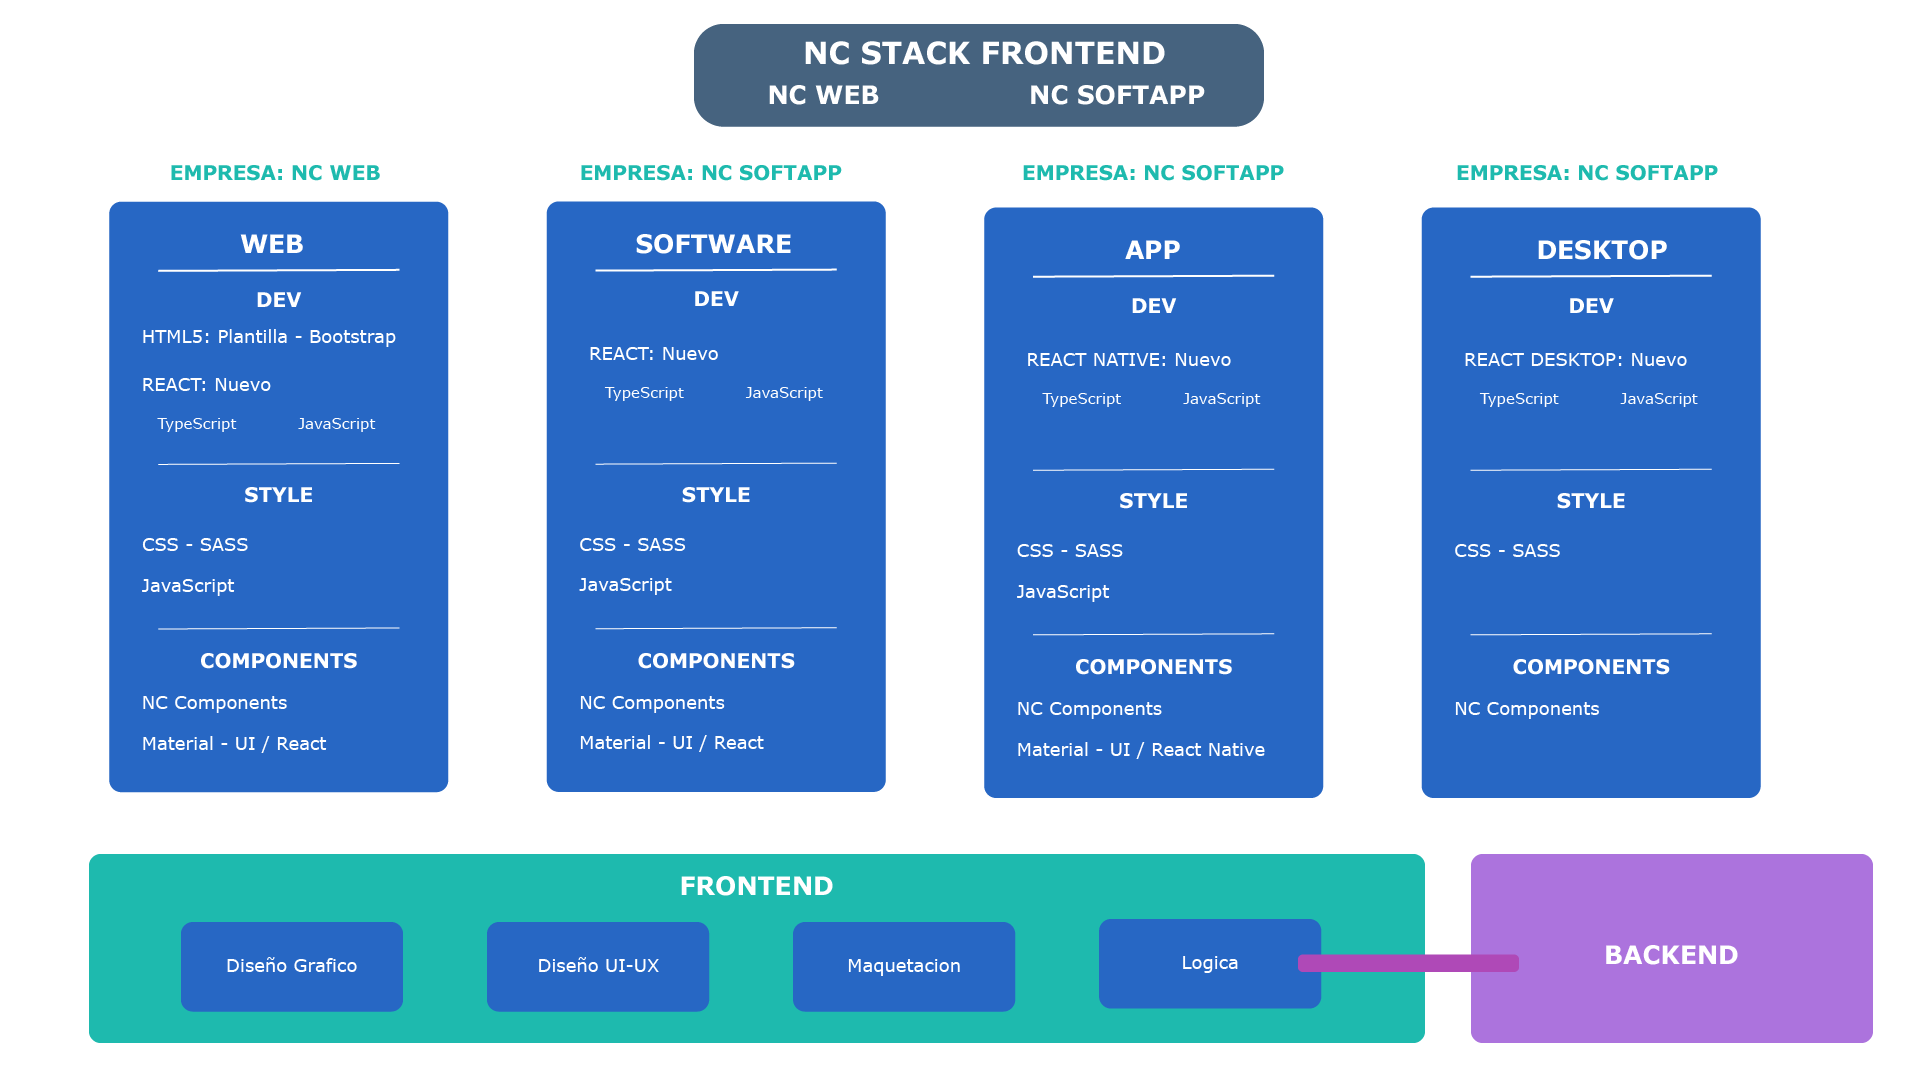 NC STACK FRONTEND
NC WEB NC SOFTAPP
EMPRESA: NC WEB
WEB
DEV
HTML5: Plantilla - Bootstrap
REACT: Nuevo
TypeScript JavaScript
STYLE
CSS - SASS
JavaScript
COMPONENTS
NC Components
Material - UI / React
EMPRESA: NC SOFTAPP
SOFTWARE
DEV
REACT: Nuevo
TypeScript JavaScript
STYLE
CSS - SASS
JavaScript
COMPONENTS
NC Components
Material - UI / React
EMPRESA: NC SOFTAPP
APP
DEV
REACT NATIVE: Nuevo
TypeScript JavaScript
STYLE
CSS - SASS
JavaScript
COMPONENTS
NC Components
Material - UI / React Native
EMPRESA: NC SOFTAPP
DESKTOP
DEV
REACT DESKTOP: Nuevo
TypeScript JavaScript
STYLE
CSS - SASS
COMPONENTS
NC Components
FRONTEND
Diseño Grafico
Diseño UI-UX
Maquetacion
Logica
BACKEND